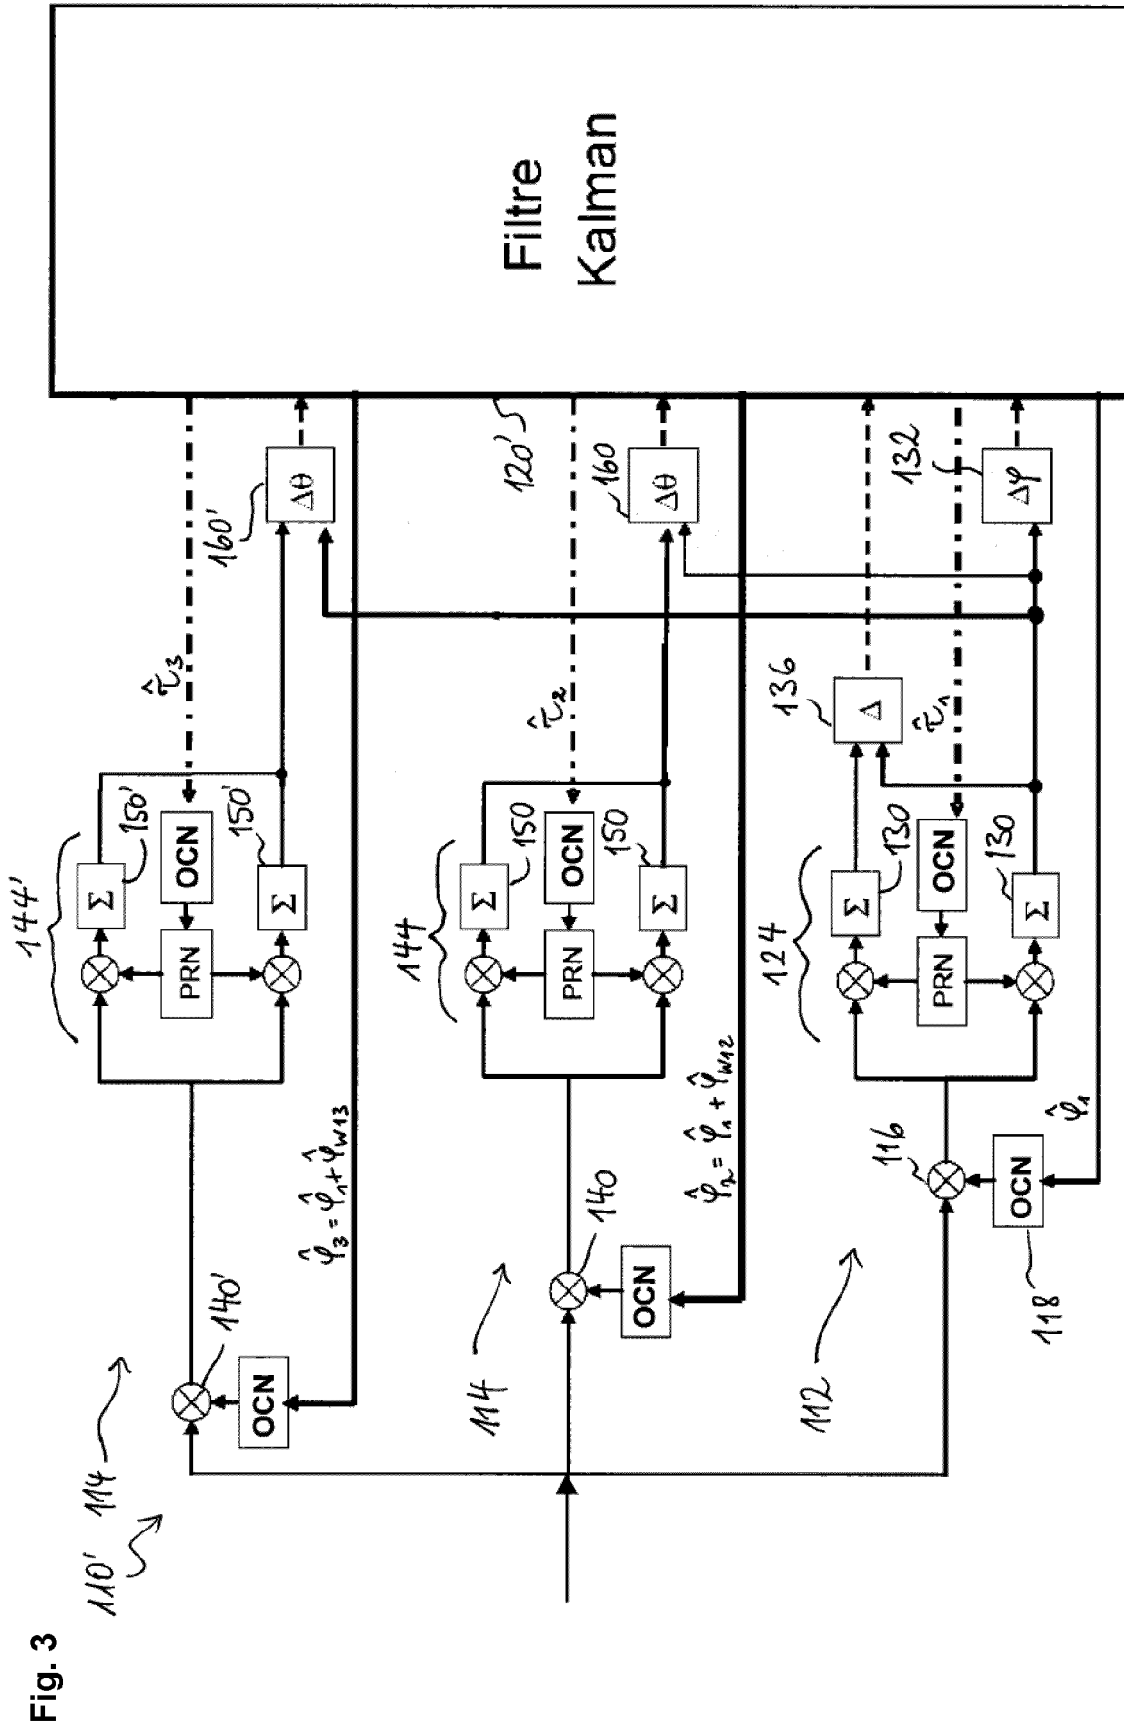 Fig. 3
110'
114
140'
OCN
φ̂₃ = φ̂₁ + φ̂W13
144'
PRN
OCN
Σ
150'
Σ
150'
τ̂₃
160'
Δθ
114
140
OCN
φ̂₂ = φ̂₁ + φ̂W12
144
PRN
OCN
Σ
150
Σ
150
τ̂₂
120'
160
Δθ
112
116
118
OCN
φ̂₁
124
PRN
OCN
Σ
130
Σ
130
136
Δ
τ̂₁
132
Δφ
Filtre
Kalman